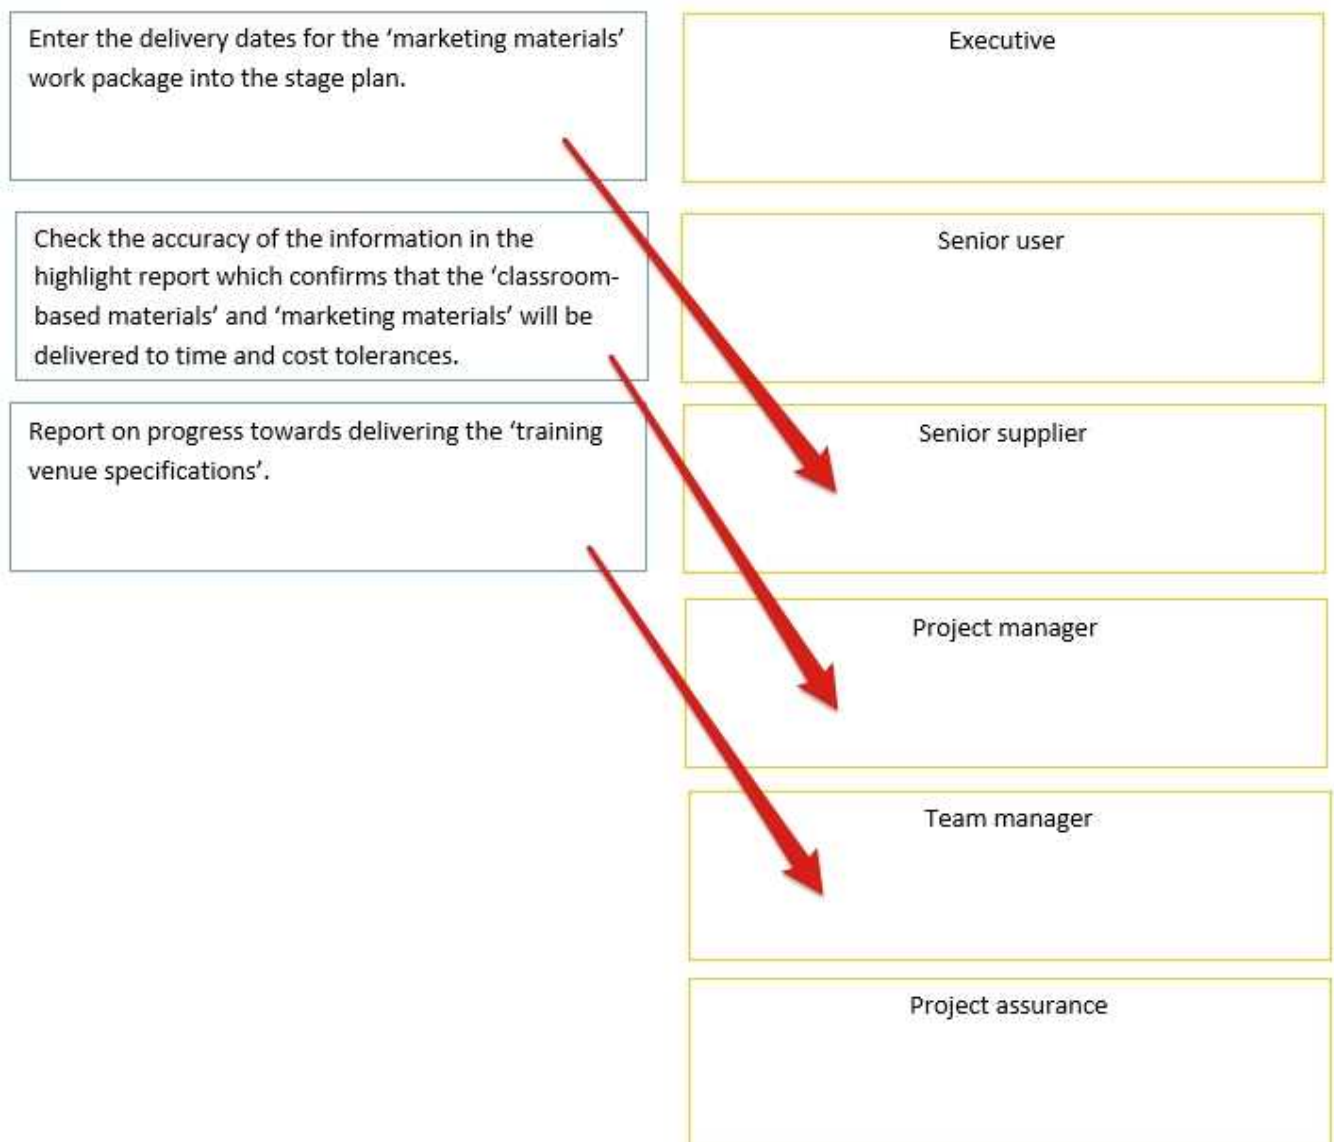 Enter the delivery dates for the ‘marketing materials’
work package into the stage plan.
Check the accuracy of the information in the
highlight report which confirms that the ‘classroom-
based materials’ and ‘marketing materials’ will be
delivered to time and cost tolerances.
Report on progress towards delivering the ‘training
venue specifications’.
Executive
Senior user
Senior supplier
Project manager
Team manager
Project assurance